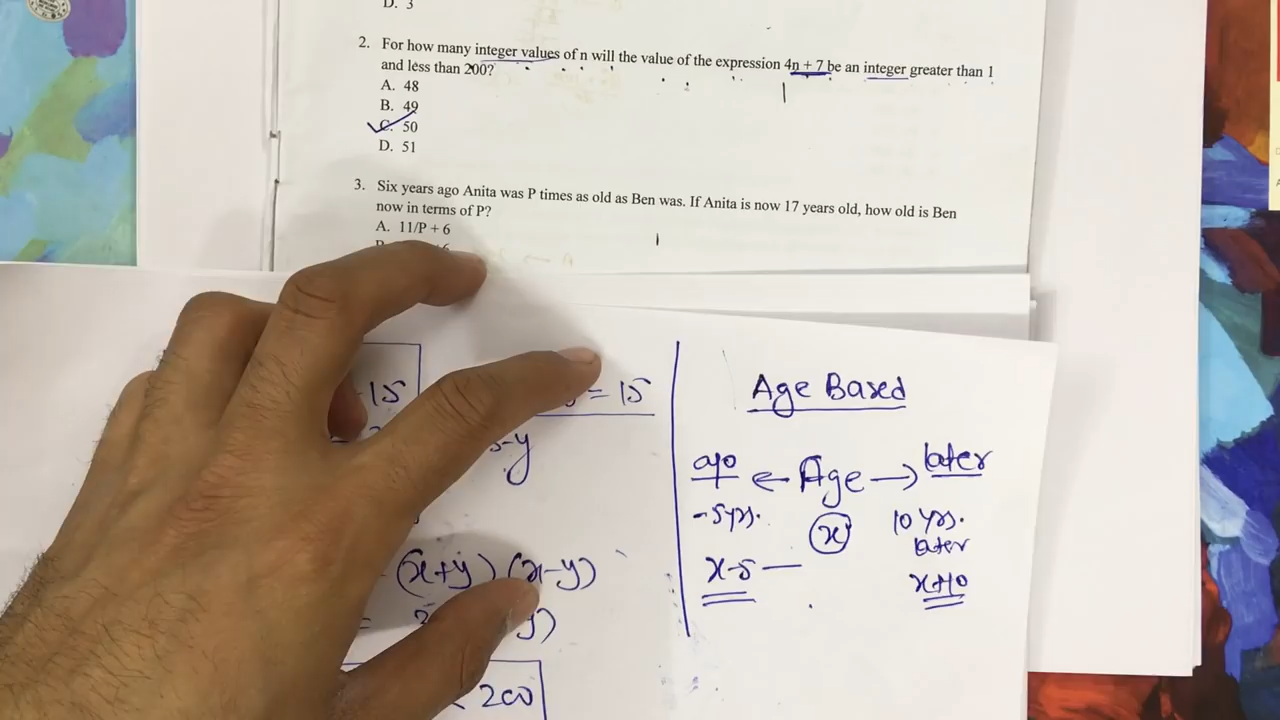 D. 3
2. For how many integer values of n will the value of the expression 4n + 7 be an integer greater than 1
and less than 200?
A. 48
B. 49
C. 50
D. 51
3. Six years ago Anita was P times as old as Ben was. If Anita is now 17 years old, how old is Ben
now in terms of P?
A. 11/P + 6
15
= 15
-y
(x+y) (x-y)
=
y)
200
Age Based
ago ← Age → later
-5yrs. x 10 yrs.
later
x-5 — x+10